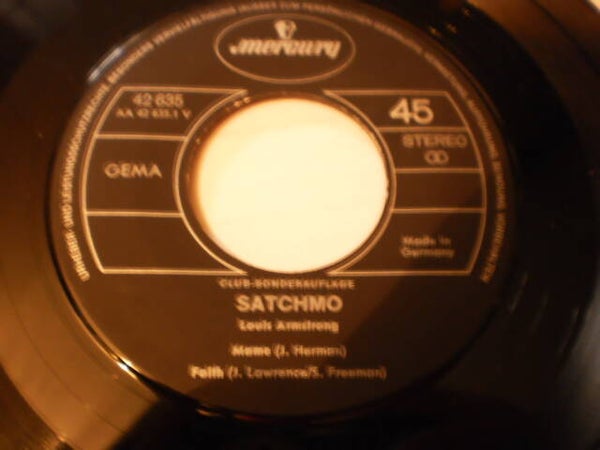 mercury
42 635
AA 42 635.1 Y
GEMA
45
STEREO
Made in
Germany
CLUB-SONDERAUFLAGE
SATCHMO
Louis Armstrong
Mame (J. Herman)
Faith (J. Lawrence/S. Freeman)